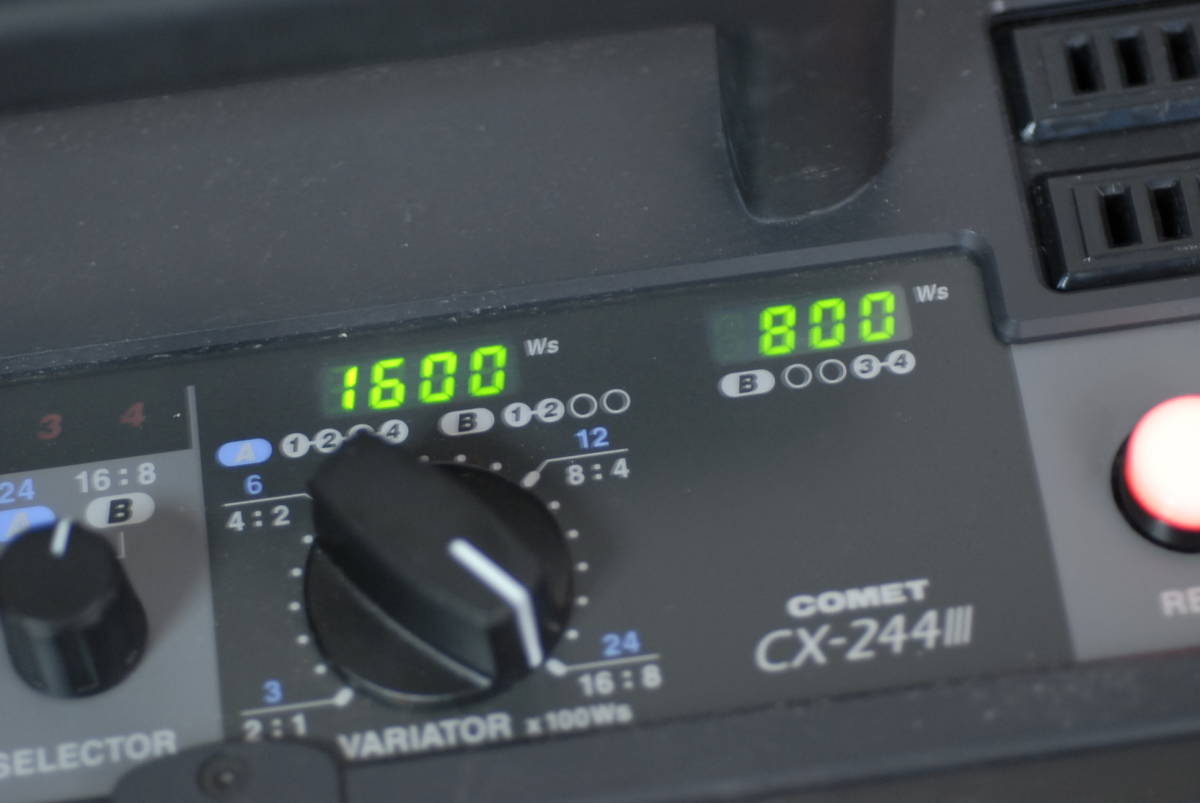 1600 Ws
800 Ws
3 4
A 1 2 4 B 1 2
B 3 4
24 16:8
A B
6
4:2
12
8:4
3
2:1
24
16:8
COMET
CX-244III
SELECTOR
VARIATOR x100Ws